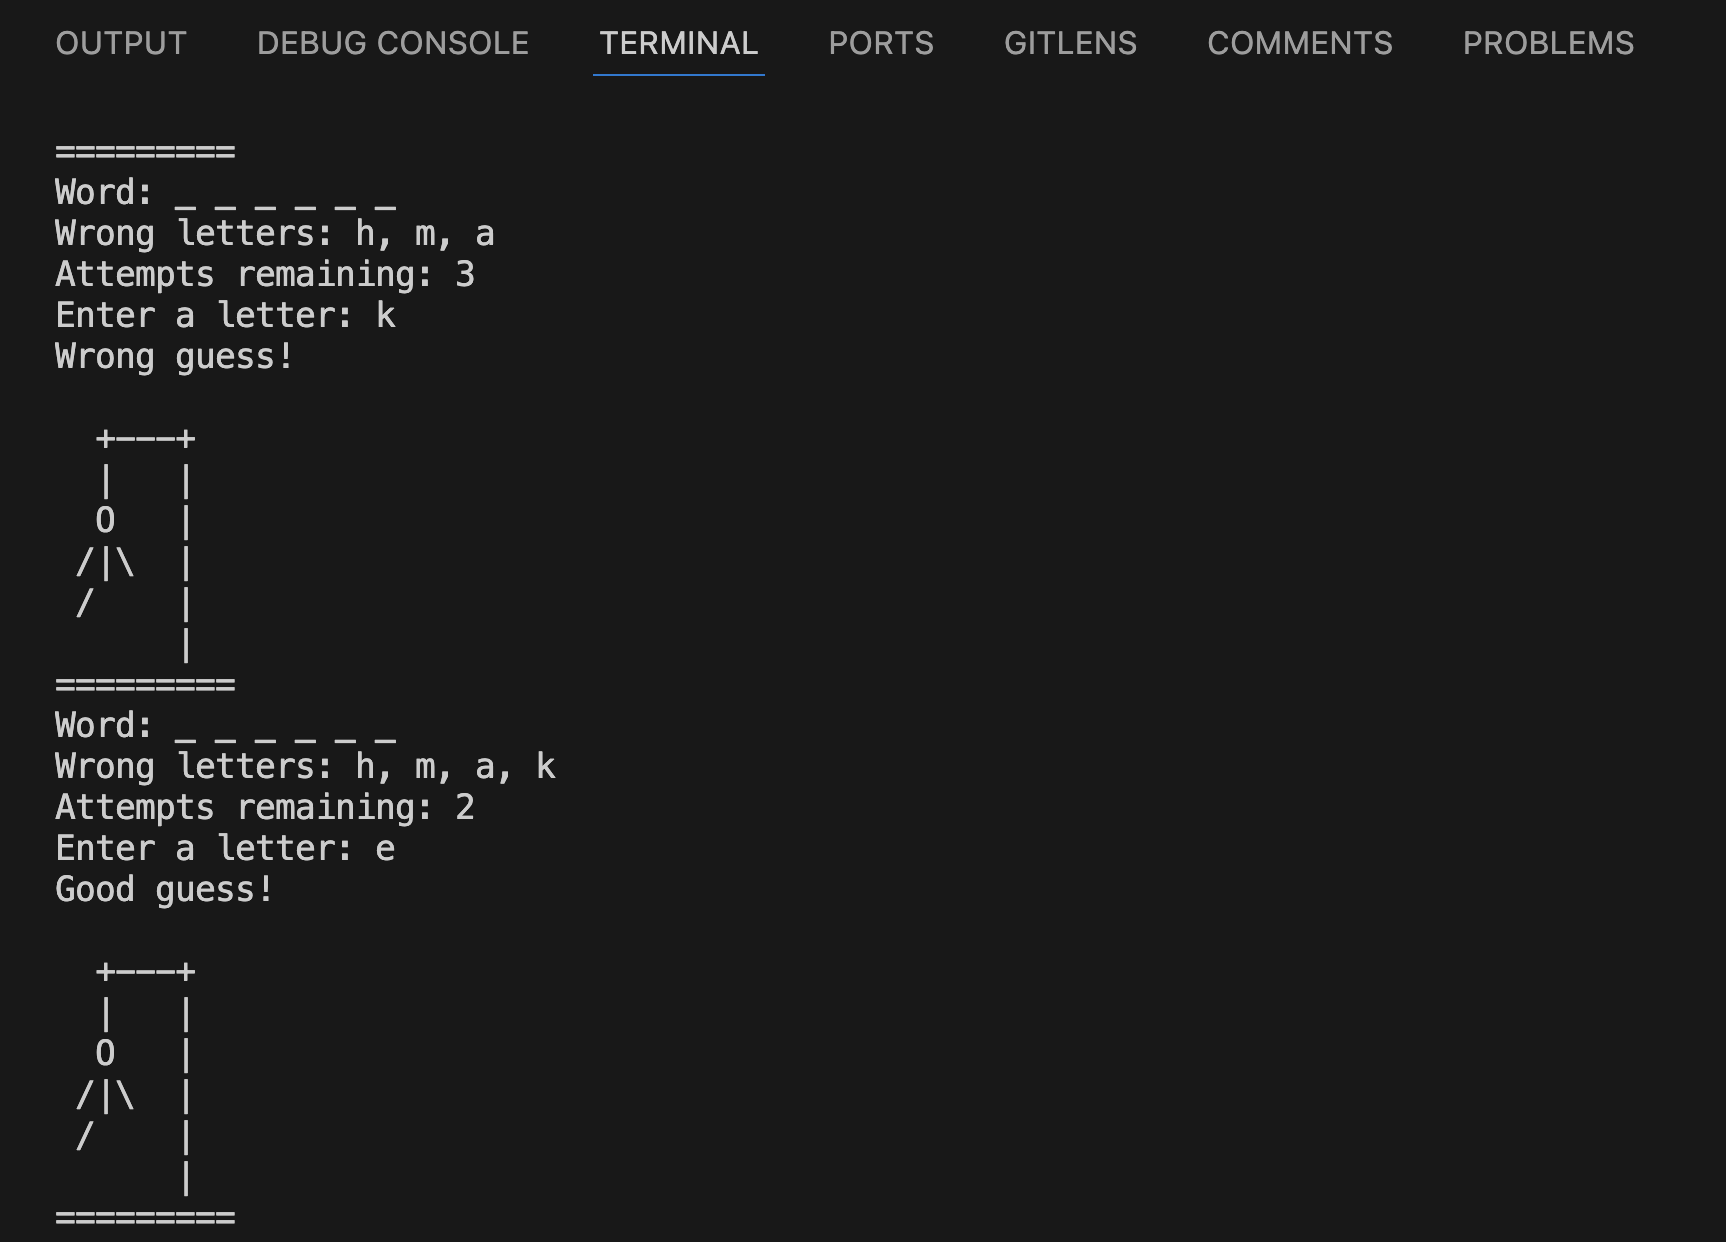 OUTPUT DEBUG CONSOLE TERMINAL PORTS GITLENS COMMENTS PROBLEMS
=========
Word: _ _ _ _ _ _
Wrong letters: h, m, a
Attempts remaining: 3
Enter a letter: k
Wrong guess!

  +---+
  |   |
  O   |
 /|\  |
 /    |
      |
=========
Word: _ _ _ _ _ _
Wrong letters: h, m, a, k
Attempts remaining: 2
Enter a letter: e
Good guess!

  +---+
  |   |
  O   |
 /|\  |
 /    |
      |
=========